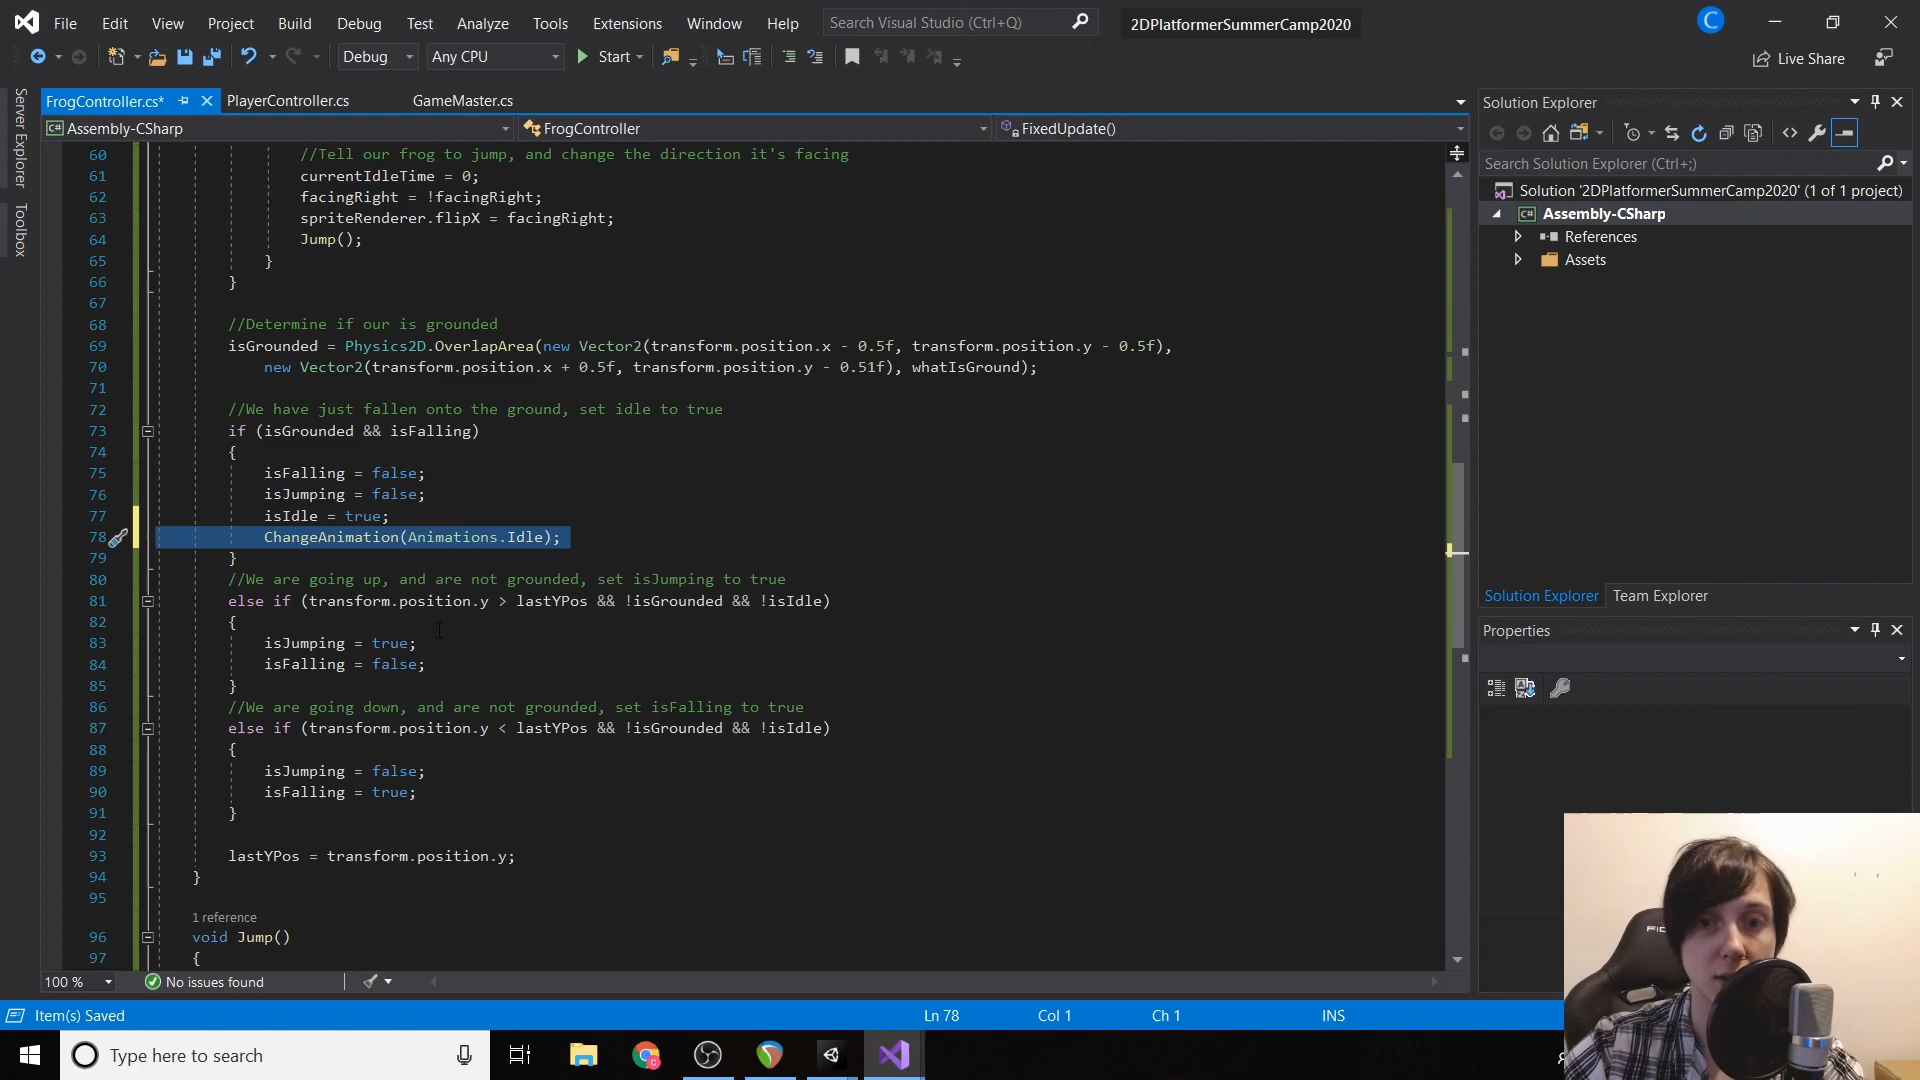 File Edit View Project Build Debug Test Analyze Tools Extensions Window Help Search Visual Studio (Ctrl+Q) 2DPlatformerSummerCamp2020 C
Debug Any CPU Start Live Share
Server Explorer
Toolbox
FrogController.cs* PlayerController.cs GameMaster.cs
Assembly-CSharp FrogController FixedUpdate()
60 //Tell our frog to jump, and change the direction it's facing
61 currentIdleTime = 0;
62 facingRight = !facingRight;
63 spriteRenderer.flipX = facingRight;
64 Jump();
65 }
66 }
67
68 //Determine if our is grounded
69 isGrounded = Physics2D.OverlapArea(new Vector2(transform.position.x - 0.5f, transform.position.y - 0.5f),
70 new Vector2(transform.position.x + 0.5f, transform.position.y - 0.51f), whatIsGround);
71
72 //We have just fallen onto the ground, set idle to true
73 if (isGrounded && isFalling)
74 {
75 isFalling = false;
76 isJumping = false;
77 isIdle = true;
78 ChangeAnimation(Animations.Idle);
79 }
80 //We are going up, and are not grounded, set isJumping to true
81 else if (transform.position.y > lastYPos && !isGrounded && !isIdle)
82 {
83 isJumping = true;
84 isFalling = false;
85 }
86 //We are going down, and are not grounded, set isFalling to true
87 else if (transform.position.y < lastYPos && !isGrounded && !isIdle)
88 {
89 isJumping = false;
90 isFalling = true;
91 }
92
93 lastYPos = transform.position.y;
94 }
95
1 reference
96 void Jump()
97 {
100 % No issues found
Solution Explorer
Search Solution Explorer (Ctrl+;)
Solution '2DPlatformerSummerCamp2020' (1 of 1 project)
C# Assembly-CSharp
References
Assets
Solution Explorer Team Explorer
Properties
Item(s) Saved Ln 78 Col 1 Ch 1 INS
Type here to search